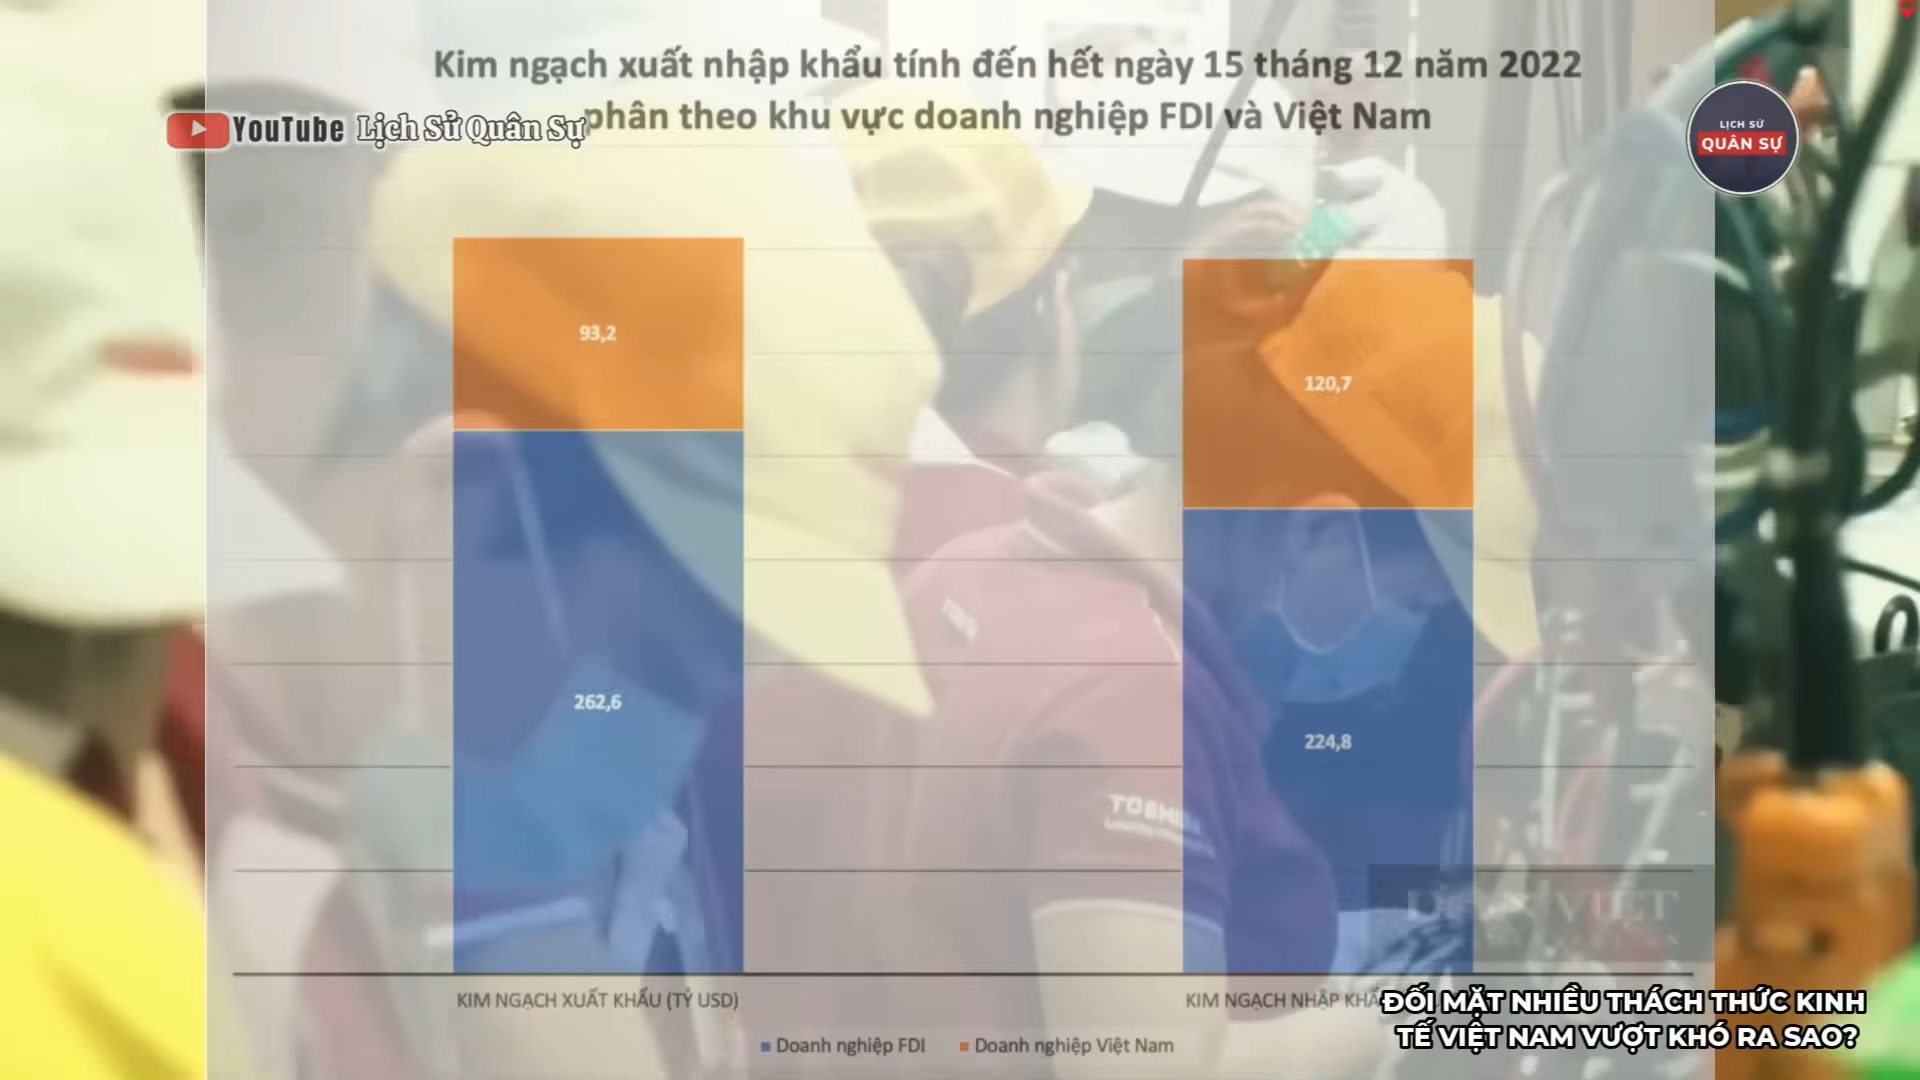 Kim ngạch xuất nhập khẩu tính đến hết ngày 15 tháng 12 năm 2022
phân theo khu vực doanh nghiệp FDI và Việt Nam
YouTube Lịch Sử Quân Sự
LỊCH SỬ
QUÂN SỰ
93,2
120,7
262,6
224,8
TOSHIBA
DÂN VIỆT
KIM NGẠCH XUẤT KHẨU (TỶ USD)
KIM NGẠCH NHẬP KHẨ
Doanh nghiệp FDI
Doanh nghiệp Việt Nam
ĐỐI MẶT NHIỀU THÁCH THỨC KINH
TẾ VIỆT NAM VƯỢT KHÓ RA SAO?